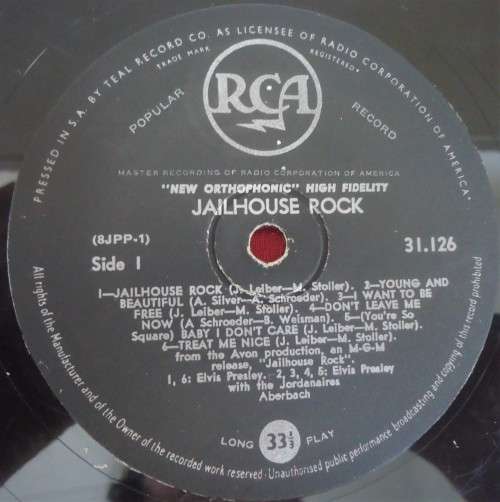 PRESSED IN S.A. BY TEAL RECORD CO. AS LICENSEE OF RADIO CORPORATION OF AMERICA
TRADE MARK REGISTERED
POPULAR RCA RECORD
MASTER RECORDING OF RADIO CORPORATION OF AMERICA
"NEW ORTHOPHONIC" HIGH FIDELITY
JAILHOUSE ROCK
(8JPP-1) 31.126
Side 1
1—JAILHOUSE ROCK (J. Leiber—M. Stoller). 2—YOUNG AND
BEAUTIFUL (A. Silver—A. Schroeder). 3—I WANT TO BE
FREE (J. Leiber—M. Stoller). 4—DON'T LEAVE ME
NOW (A Schroeder—B. Weisman). 5—(You're So
Square) BABY I DON'T CARE (J. Leiber—M. Stoller).
6—TREAT ME NICE (J. Leiber—M. Stoller).
from the Avon production, an M-G-M
release, "Jailhouse Rock".
1, 6: Elvis Presley. 2, 3, 4, 5: Elvis Presley
with the Jordanaires
Aberbach
LONG 33⅓ PLAY
All rights of the Manufacturer and of the Owner of the recorded work reserved · Unauthorised public performance broadcasting and copying of this record prohibited